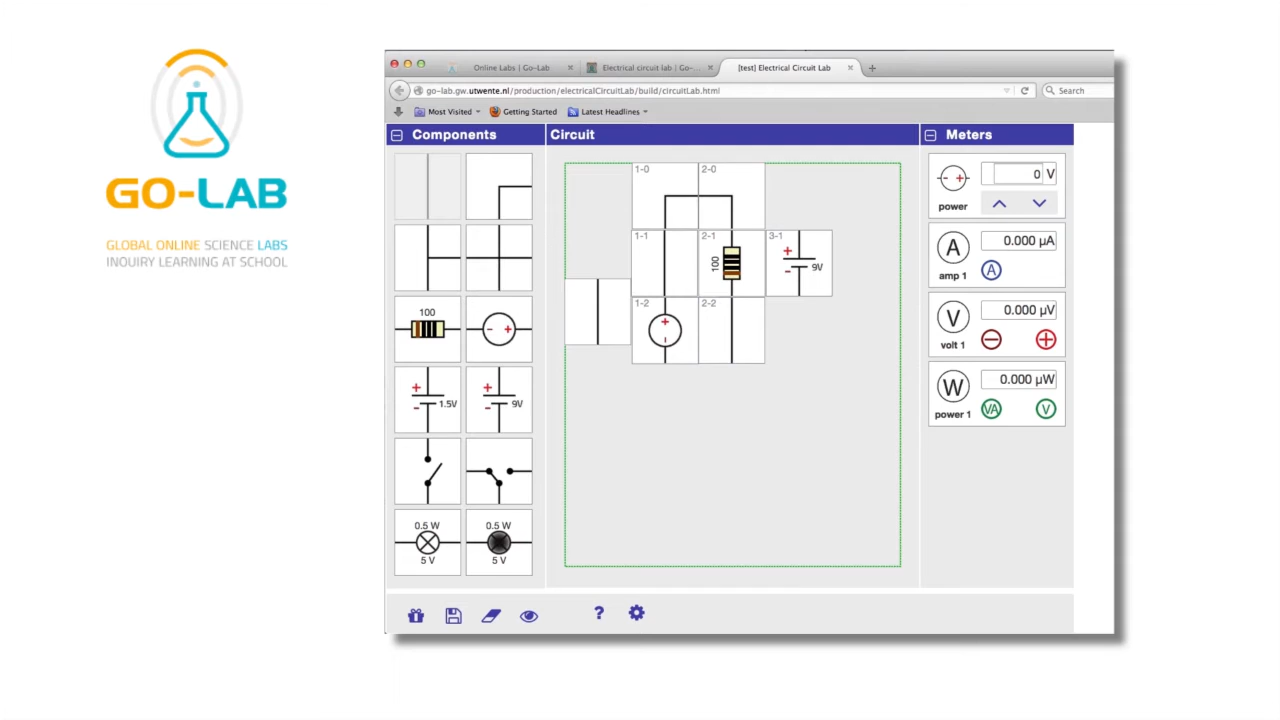 GO-LAB
GLOBAL ONLINE SCIENCE LABS
INQUIRY LEARNING AT SCHOOL
Online Labs | Go-Lab
Electrical circuit lab | Go-...
[test] Electrical Circuit Lab
go-lab.gw.utwente.nl/production/electricalCircuitLab/build/circuitLab.html
Search
Most Visited
Getting Started
Latest Headlines
Components
Circuit
Meters
100
1.5V
9V
0.5 W
5 V
0.5 W
5 V
1-0
2-0
1-1
2-1
3-1
100
9V
1-2
2-2
0 V
power
A
0.000 µA
amp 1
A
V
0.000 µV
volt 1
W
0.000 µW
power 1
VA
V
?